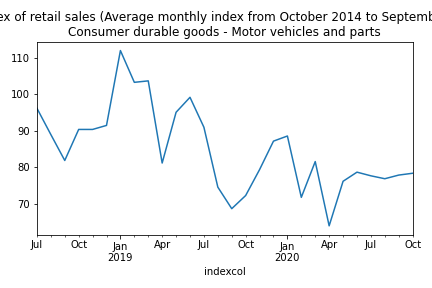 ex of retail sales (Average monthly index from October 2014 to Septemb
Consumer durable goods - Motor vehicles and parts
110
100
90
80
70
Jul Oct Jan Apr Jul Oct Jan Apr Jul Oct
2019 2020
indexcol